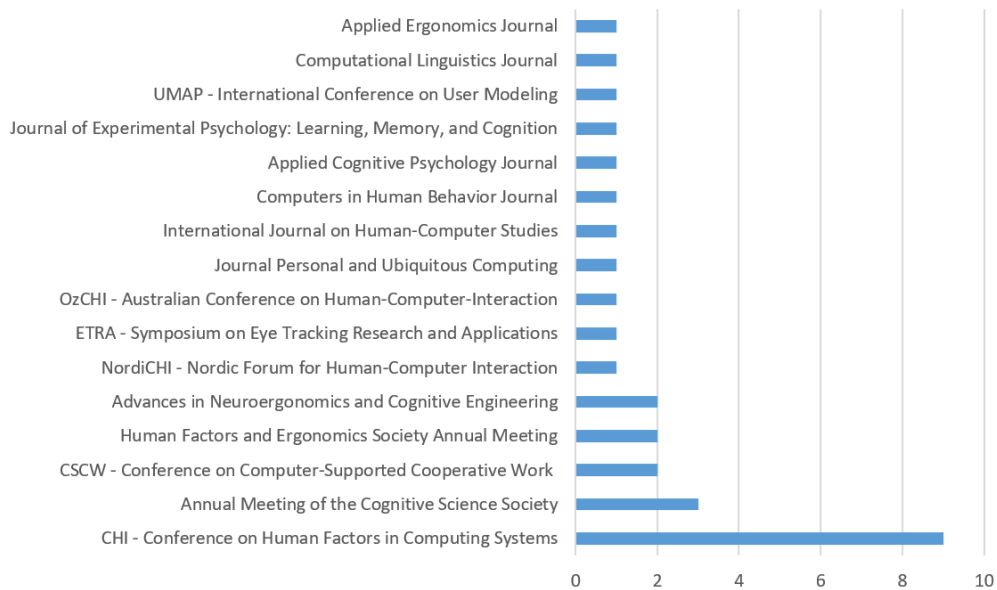 Applied Ergonomics Journal
Computational Linguistics Journal
UMAP - International Conference on User Modeling
Journal of Experimental Psychology: Learning, Memory, and Cognition
Applied Cognitive Psychology Journal
Computers in Human Behavior Journal
International Journal on Human-Computer Studies
Journal Personal and Ubiquitous Computing
OzCHI - Australian Conference on Human-Computer-Interaction
ETRA - Symposium on Eye Tracking Research and Applications
NordiCHI - Nordic Forum for Human-Computer Interaction
Advances in Neuroergonomics and Cognitive Engineering
Human Factors and Ergonomics Society Annual Meeting
CSCW - Conference on Computer-Supported Cooperative Work
Annual Meeting of the Cognitive Science Society
CHI - Conference on Human Factors in Computing Systems
0 2 4 6 8 10